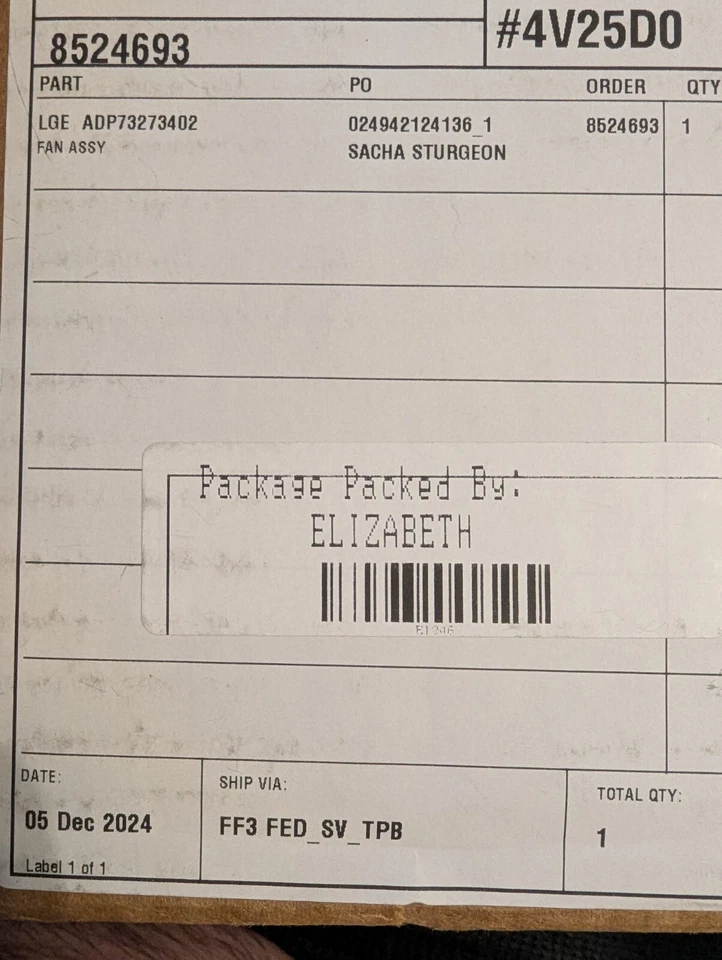 8524693
#4V25D0
PART PO ORDER QTY
LGE ADP73273402 024942124136_1 8524693 1
FAN ASSY SACHA STURGEON
Package Packed By:
ELIZABETH
DATE: SHIP VIA: TOTAL QTY:
05 Dec 2024 FF3 FED_SV_TPB 1
Label 1 of 1